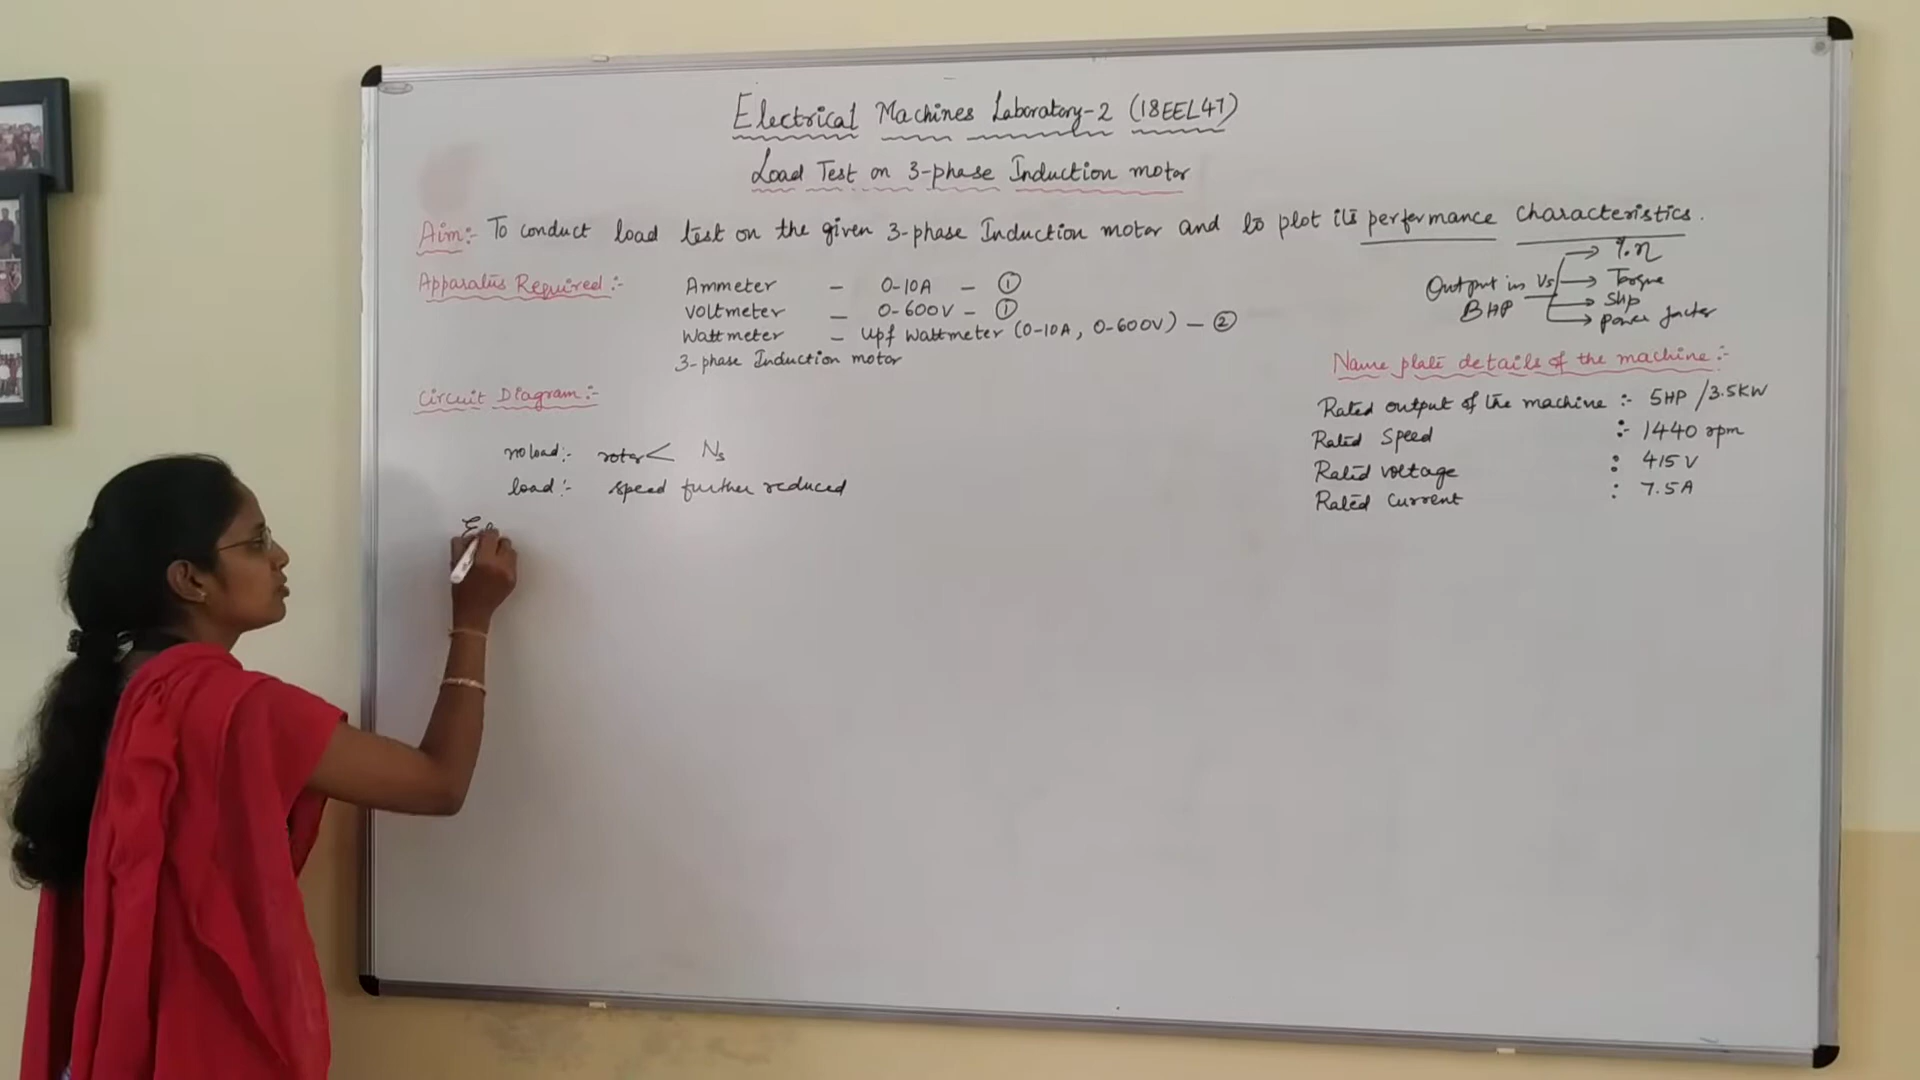 Electrical Machines Laboratory-2 (18EEL47)
Load Test on 3-phase Induction motor
Aim:- To conduct load test on the given 3-phase Induction motor and to plot its performance characteristics.
Apparatus Required:-
Ammeter - 0-10A - ①
Voltmeter - 0-600V - ①
Wattmeter - upf wattmeter (0-10A, 0-600V) - ②
3-phase Induction motor
Output in Vs → %η
BHP → Torque
→ Slip
→ Power factor
Circuit Diagram:-
no load:- rotor < Ns
load:- speed further reduced
Name plate details of the machine:-
Rated output of the machine :- 5HP / 3.5KW
Rated Speed :- 1440 rpm
Rated voltage : 415 V
Rated Current : 7.5A